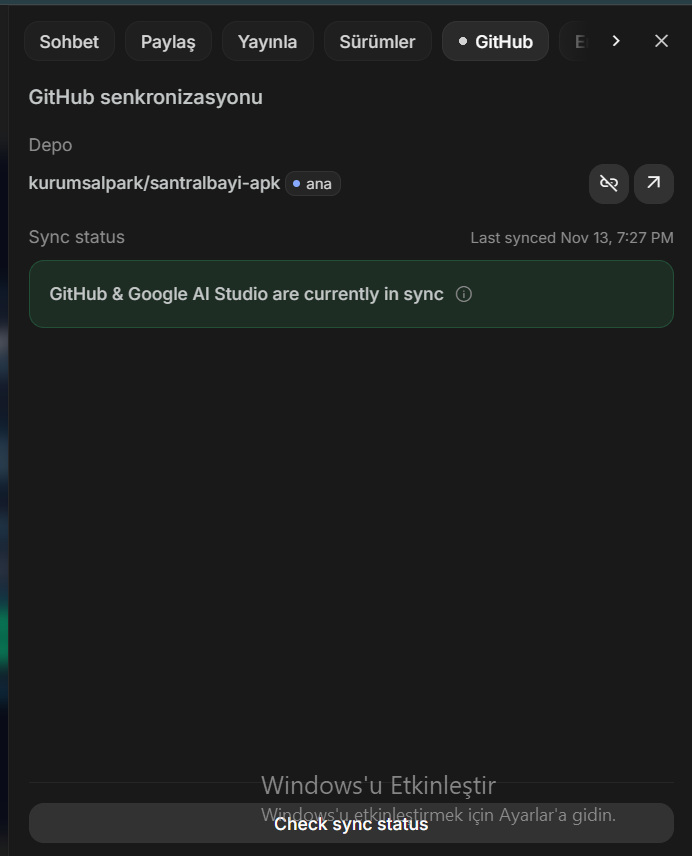 Sohbet Paylaş Yayınla Sürümler GitHub
GitHub senkronizasyonu
Depo
kurumsalpark/santralbayi-apk ana
Sync status Last synced Nov 13, 7:27 PM
GitHub & Google AI Studio are currently in sync
Windows'u Etkinleştir
Windows'u etkinleştirmek için Ayarlar'a gidin.
Check sync status